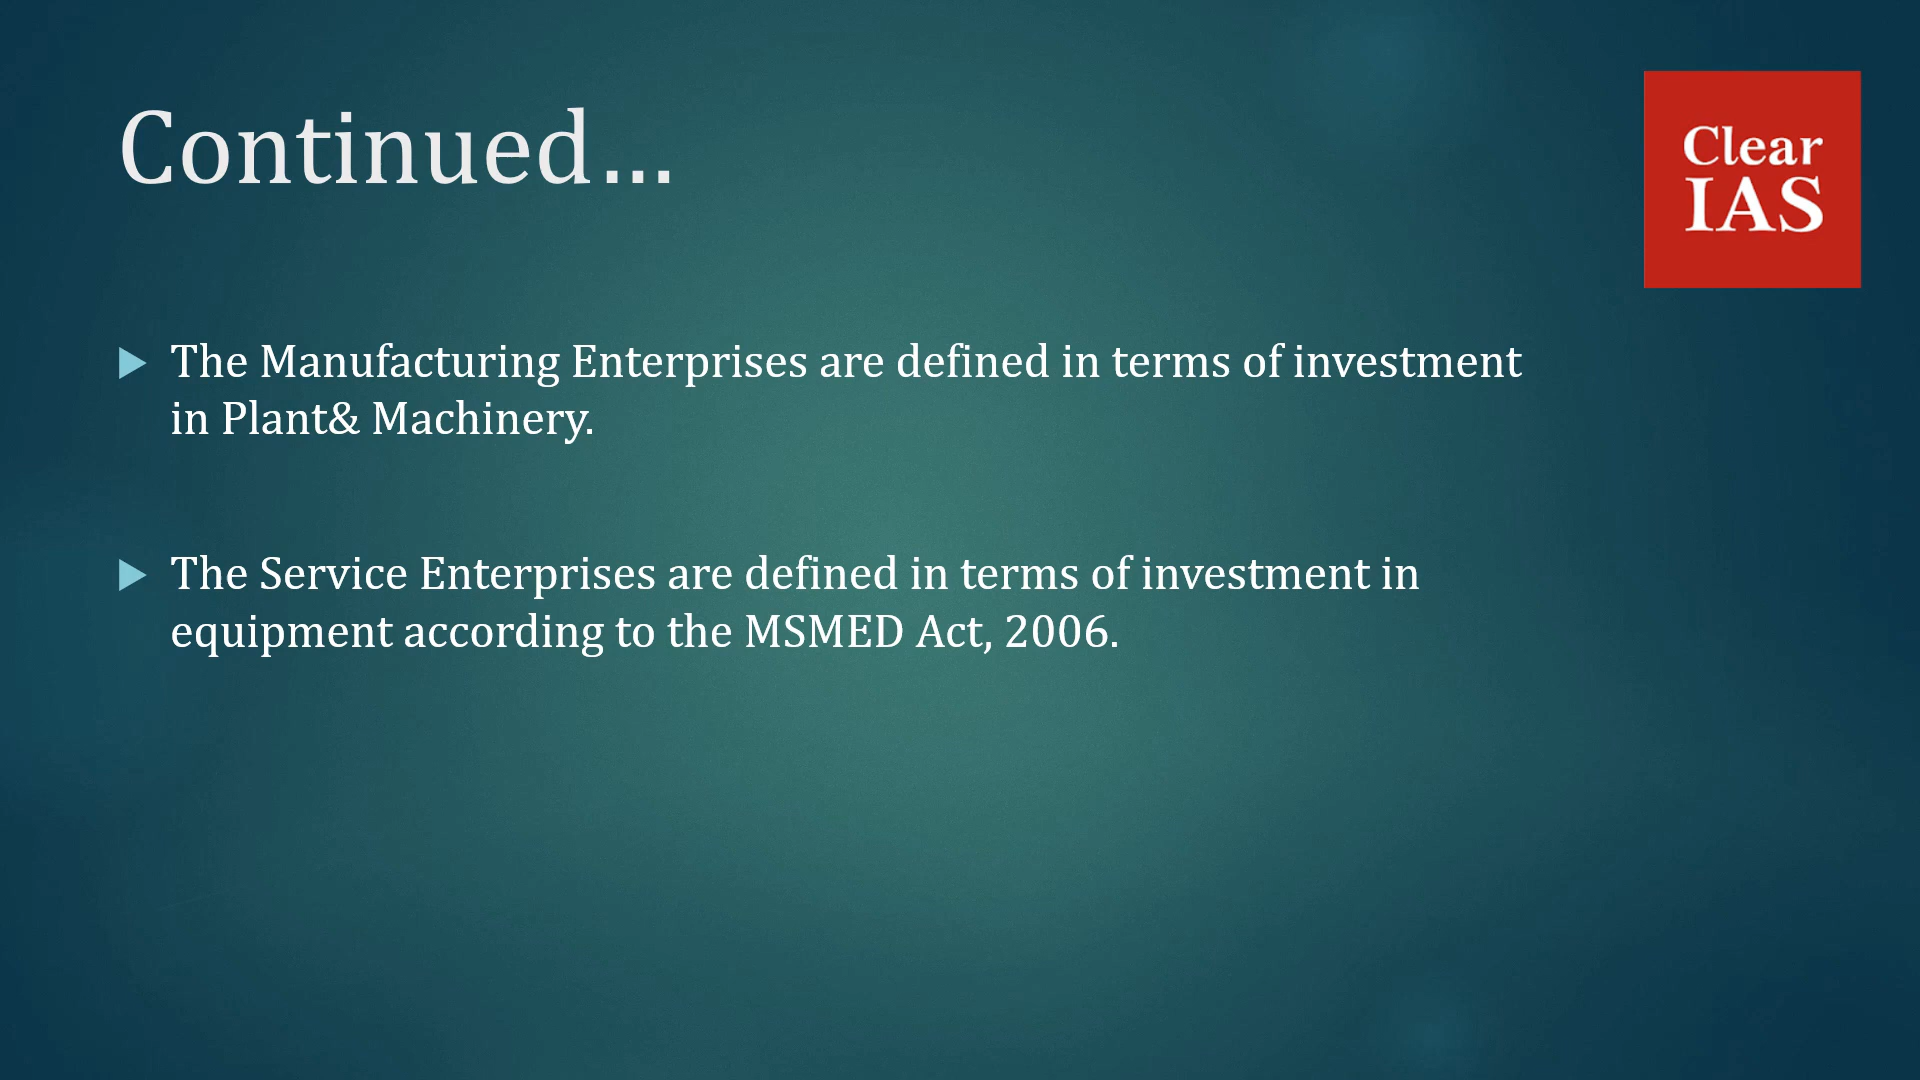 Continued...
Clear
IAS
The Manufacturing Enterprises are defined in terms of investment
in Plant& Machinery.
The Service Enterprises are defined in terms of investment in
equipment according to the MSMED Act, 2006.